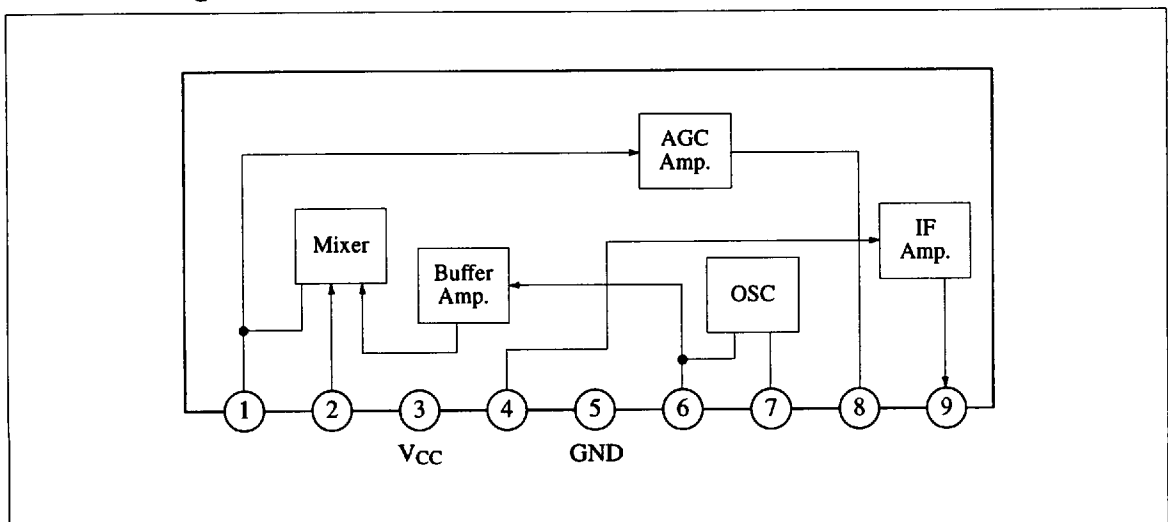 AGC
Amp.
Mixer
IF
Amp.
Buffer
Amp.
OSC
1 2 3 4 5 6 7 8 9
VCC GND